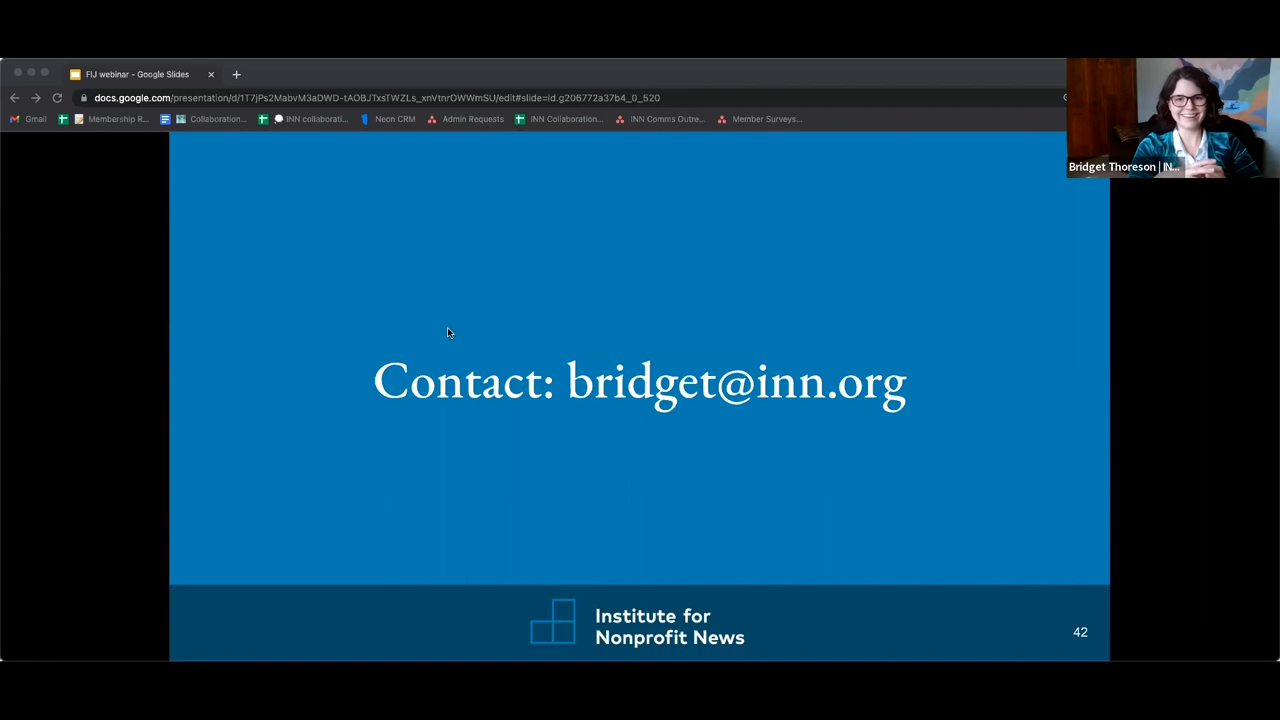 FIJ webinar - Google Slides
docs.google.com/presentation/d/1T7jPs2MabvM3aDWD-tAOBJTxsTWZLs_xnVtnrOWWmSU/edit#slide=id.g206772a37b4_0_520
Gmail Membership R... Collaboration... INN collaborati... Neon CRM Admin Requests INN Collaboration... INN Comms Outre... Member Surveys...
Bridget Thoreson | IN...
Contact: bridget@inn.org
Institute for
Nonprofit News
42